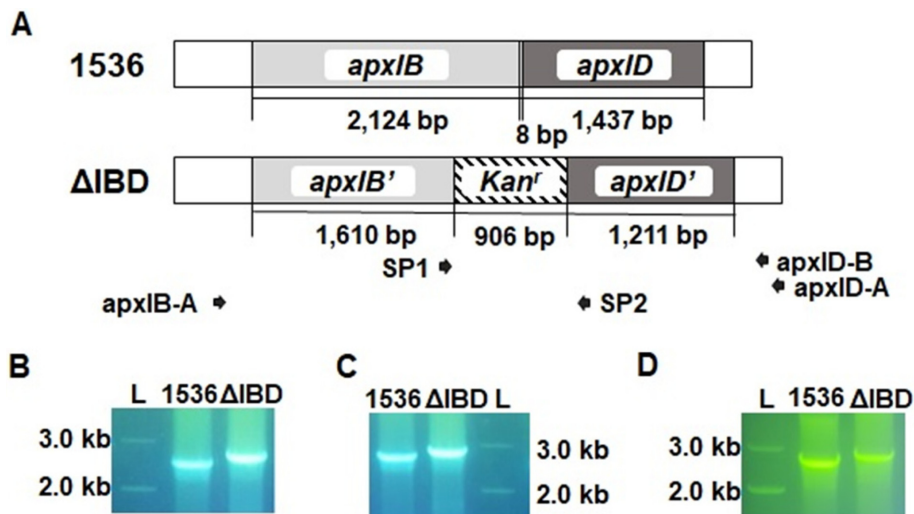 A
1536
apxIB
apxID
2,124 bp
8 bp
1,437 bp
ΔIBD
apxIB’
Kanʳ
apxID’
1,610 bp
906 bp
1,211 bp
SP1
apxID-B
apxIB-A
SP2
apxID-A
B
L 1536 ΔIBD
3.0 kb
2.0 kb
C
1536 ΔIBD L
3.0 kb
2.0 kb
D
L 1536 ΔIBD
3.0 kb
2.0 kb